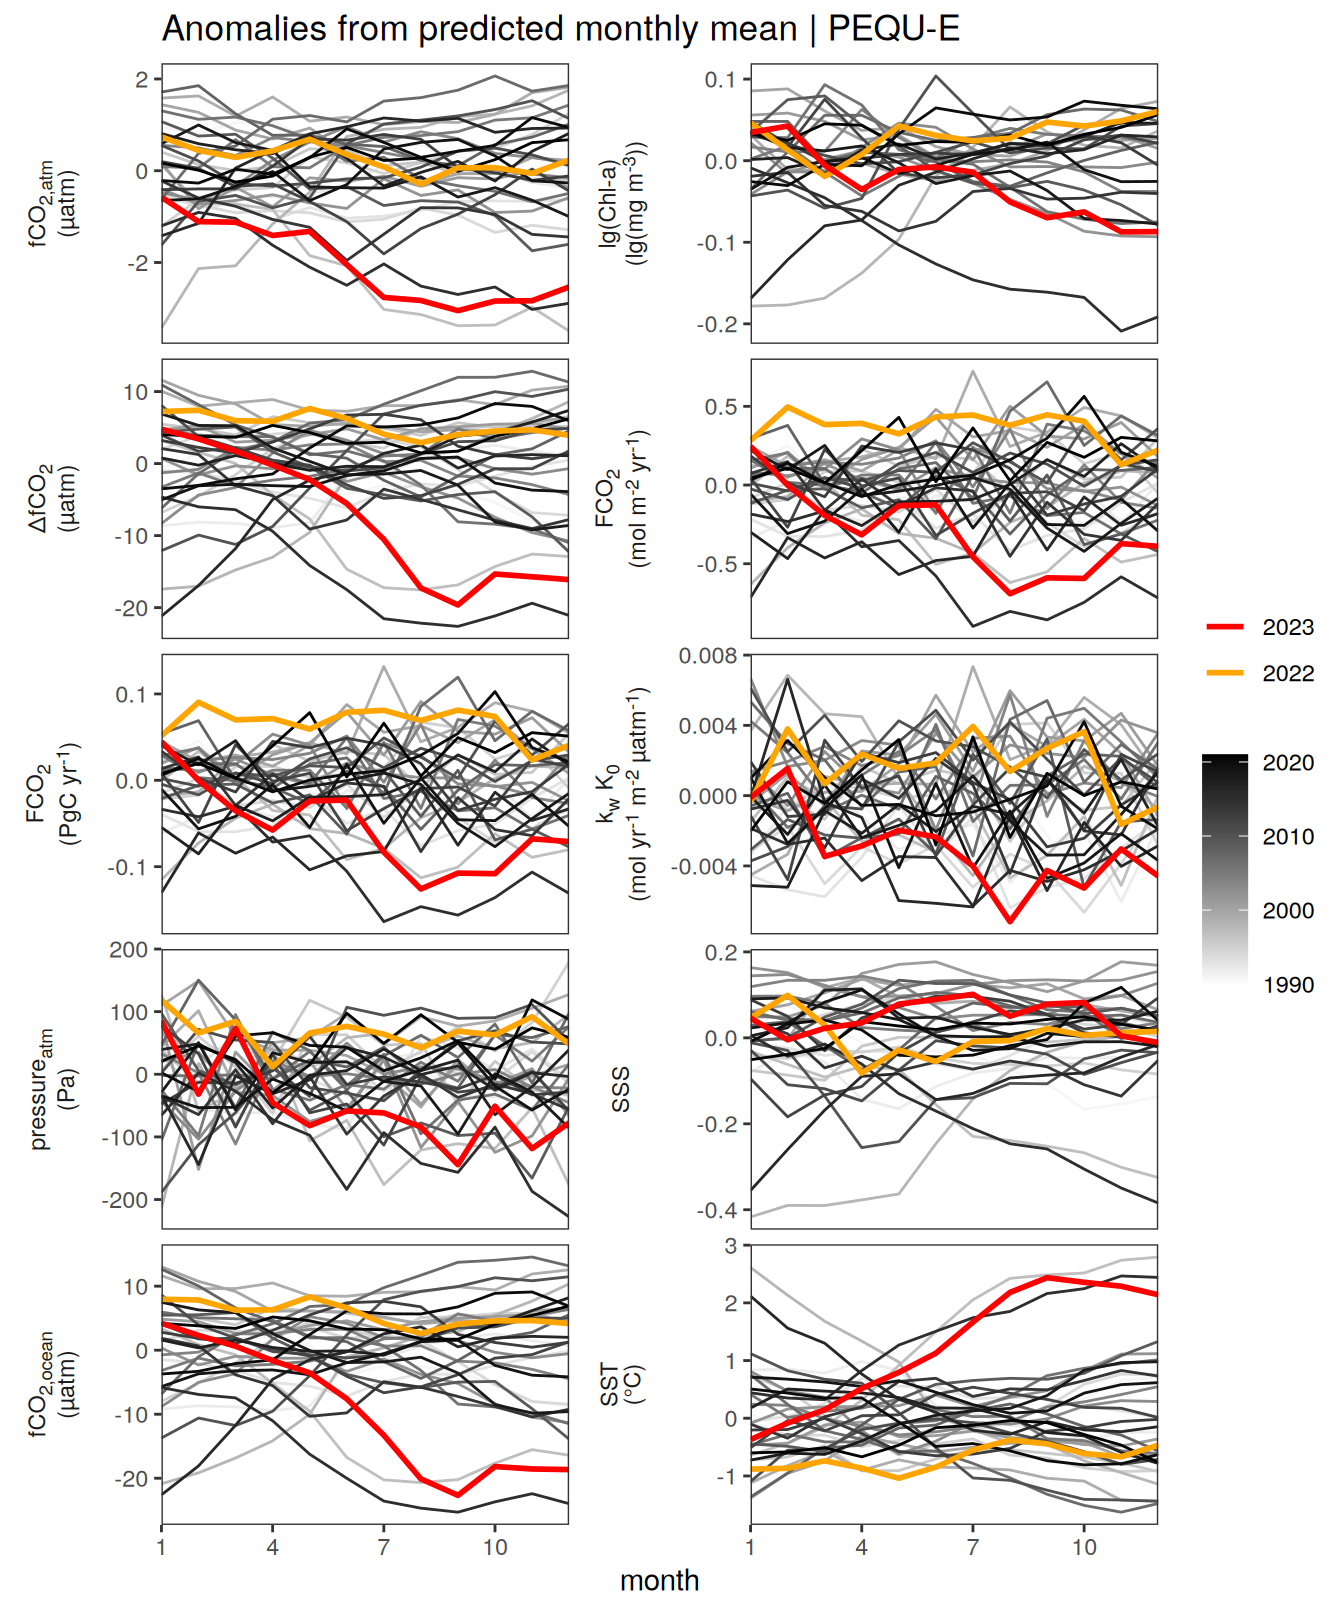 Anomalies from predicted monthly mean | PEQU-E
fCO2,atm
(µatm)
2
0
-2
lg(Chl-a)
(lg(mg m-3))
0.1
0.0
-0.1
-0.2
ΔfCO2
(µatm)
10
0
-10
-20
FCO2
(mol m-2 yr-1)
0.5
0.0
-0.5
FCO2
(PgC yr-1)
0.1
0.0
-0.1
kw K0
(mol yr-1 m-2 µatm-1)
0.008
0.004
0.000
-0.004
pressureatm
(Pa)
200
100
0
-100
-200
SSS
0.2
0.0
-0.2
-0.4
fCO2,ocean
(µatm)
10
0
-10
-20
SST
(°C)
3
2
1
0
-1
1 4 7 10
1 4 7 10
month
2023
2022
2020
2010
2000
1990